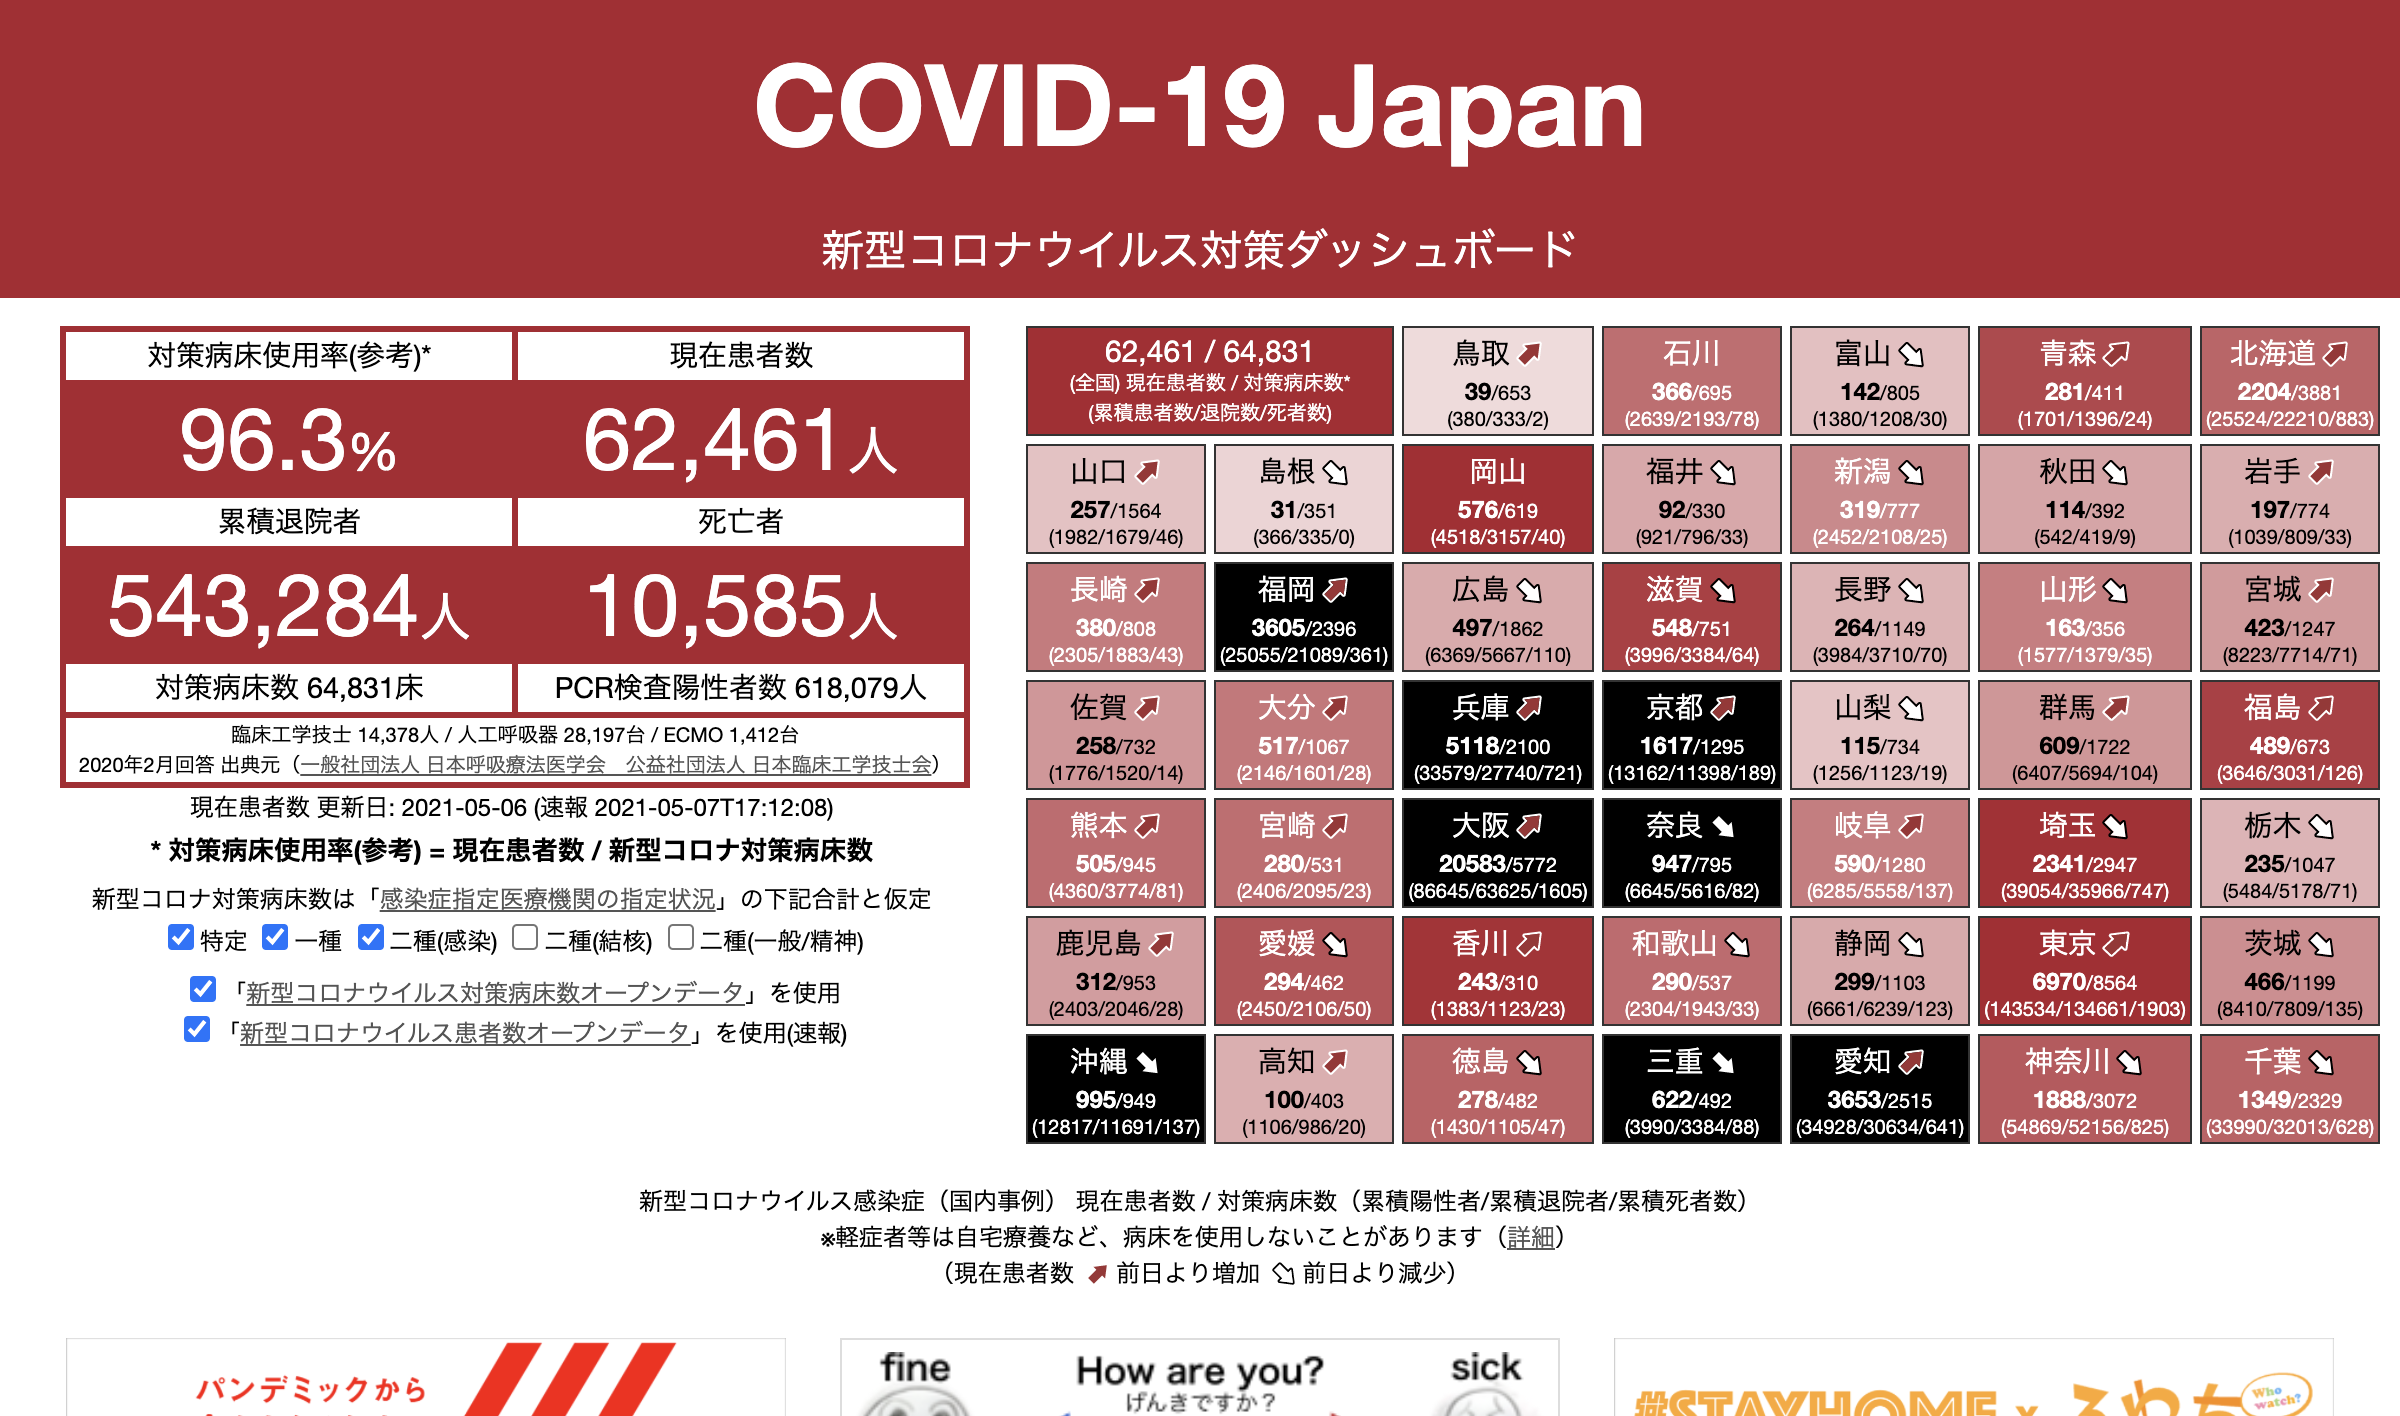 COVID-19 Japan
新型コロナウイルス対策ダッシュボード
対策病床使用率(参考)* 現在患者数
96.3% 62,461人
累積退院者 死亡者
543,284人 10,585人
対策病床数 64,831床 PCR検査陽性者数 618,079人
臨床工学技士 14,378人 / 人工呼吸器 28,197台 / ECMO 1,412台
2020年2月回答 出典元（一般社団法人 日本呼吸療法医学会　公益社団法人 日本臨床工学技士会）
現在患者数 更新日: 2021-05-06 (速報 2021-05-07T17:12:08)
* 対策病床使用率(参考) = 現在患者数 / 新型コロナ対策病床数
新型コロナ対策病床数は「感染症指定医療機関の指定状況」の下記合計と仮定
特定 一種 二種(感染) 二種(結核) 二種(一般/精神)
「新型コロナウイルス対策病床数オープンデータ」を使用
「新型コロナウイルス患者数オープンデータ」を使用(速報)
62,461 / 64,831
(全国) 現在患者数 / 対策病床数*
(累積患者数/退院数/死者数)
鳥取
39/653
(380/333/2)
石川
366/695
(2639/2193/78)
富山
142/805
(1380/1208/30)
青森
281/411
(1701/1396/24)
北海道
2204/3881
(25524/22210/883)
山口
257/1564
(1982/1679/46)
島根
31/351
(366/335/0)
岡山
576/619
(4518/3157/40)
福井
92/330
(921/796/33)
新潟
319/777
(2452/2108/25)
秋田
114/392
(542/419/9)
岩手
197/774
(1039/809/33)
長崎
380/808
(2305/1883/43)
福岡
3605/2396
(25055/21089/361)
広島
497/1862
(6369/5667/110)
滋賀
548/751
(3996/3384/64)
長野
264/1149
(3984/3710/70)
山形
163/356
(1577/1379/35)
宮城
423/1247
(8223/7714/71)
佐賀
258/732
(1776/1520/14)
大分
517/1067
(2146/1601/28)
兵庫
5118/2100
(33579/27740/721)
京都
1617/1295
(13162/11398/189)
山梨
115/734
(1256/1123/19)
群馬
609/1722
(6407/5694/104)
福島
489/673
(3646/3031/126)
熊本
505/945
(4360/3774/81)
宮崎
280/531
(2406/2095/23)
大阪
20583/5772
(86645/63625/1605)
奈良
947/795
(6645/5616/82)
岐阜
590/1280
(6285/5558/137)
埼玉
2341/2947
(39054/35966/747)
栃木
235/1047
(5484/5178/71)
鹿児島
312/953
(2403/2046/28)
愛媛
294/462
(2450/2106/50)
香川
243/310
(1383/1123/23)
和歌山
290/537
(2304/1943/33)
静岡
299/1103
(6661/6239/123)
東京
6970/8564
(143534/134661/1903)
茨城
466/1199
(8410/7809/135)
沖縄
995/949
(12817/11691/137)
高知
100/403
(1106/986/20)
徳島
278/482
(1430/1105/47)
三重
622/492
(3990/3384/88)
愛知
3653/2515
(34928/30634/641)
神奈川
1888/3072
(54869/52156/825)
千葉
1349/2329
(33990/32013/628)
新型コロナウイルス感染症（国内事例） 現在患者数 / 対策病床数（累積陽性者/累積退院者/累積死者数）
※軽症者等は自宅療養など、病床を使用しないことがあります（詳細）
（現在患者数 前日より増加 前日より減少）
パンデミックから
fine How are you? sick
げんきですか？
#STAYHOME x
Who watch?